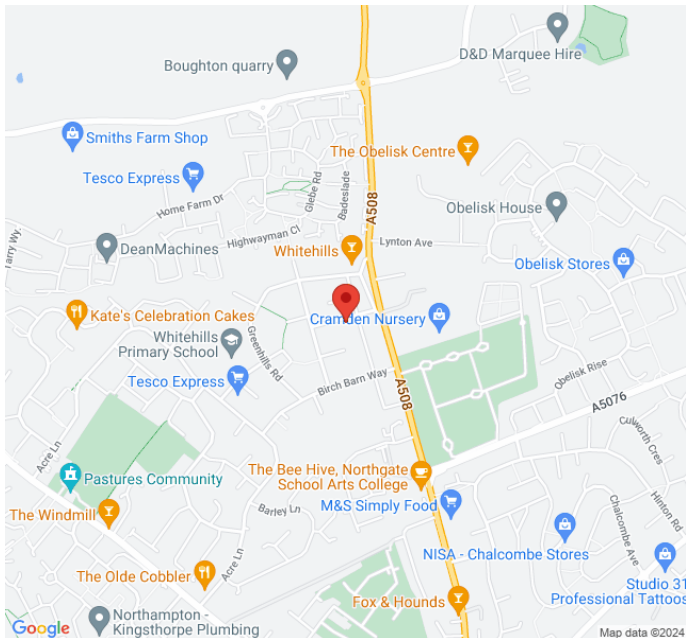 D&D Marquee Hire
Boughton quarry
Smiths Farm Shop
The Obelisk Centre
Tesco Express
Glebe Rd
Badeslade
A508
Home Farm Dr
Obelisk House
Tarry Wy.
Highwayman Cl
Lynton Ave
DeanMachines
Whitehills
Obelisk Stores
Kate's Celebration Cakes
Cramden Nursery
Whitehills
Primary School
Greenhills Rd
Tesco Express
Birch Barn Way
A508
Obelisk Rise
A5076
Culworth Cres
Acre Ln
Pastures Community
The Bee Hive, Northgate
School Arts College
M&S Simply Food
Chalcombe Ave
Hinton Rd
The Windmill
Barley Ln
Acre Ln
NISA - Chalcombe Stores
The Olde Cobbler
Studio 31
Professional Tattoos
Fox & Hounds
Northampton -
Kingsthorpe Plumbing
Google
Map data ©2024